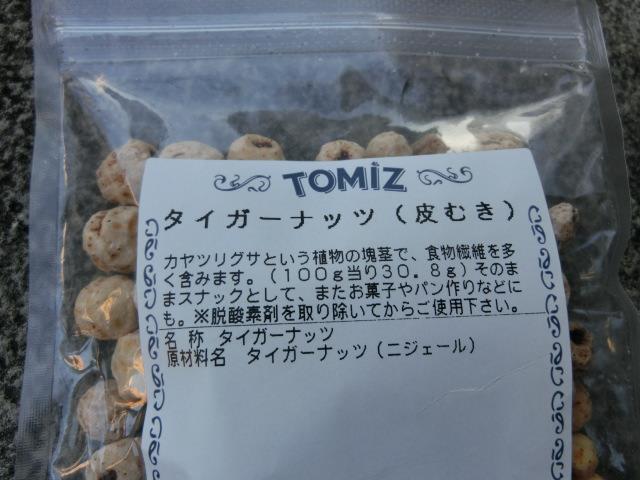 TOMIZ
タイガーナッツ（皮むき）
カヤツリグサという植物の塊茎で、食物繊維を多
く含みます。（100g当り30.8g）そのま
まスナックとして、またお菓子やパン作りなどに
も。※脱酸素剤を取り除いてからご使用下さい。
名 称 タイガーナッツ
原材料名 タイガーナッツ（ニジェール）